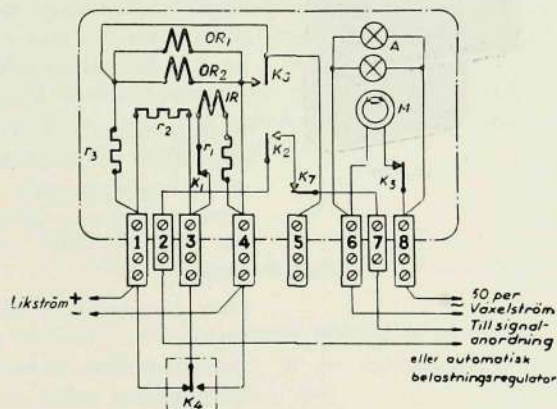 OR₁
OR₂
A
K₃
1R
M
r₂
r₁
r₃
K₂
K₁
K₇
K₅
1 2 3 4 5 6 7 8
Likström +
−
50 per
Växelström
Till signal-
anordning
eller automatisk
belastningsregulator
K₄